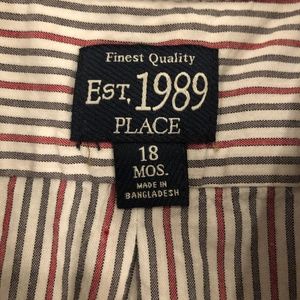 Finest Quality
EST. 1989
PLACE
18
MOS.
MADE IN
BANGLADESH